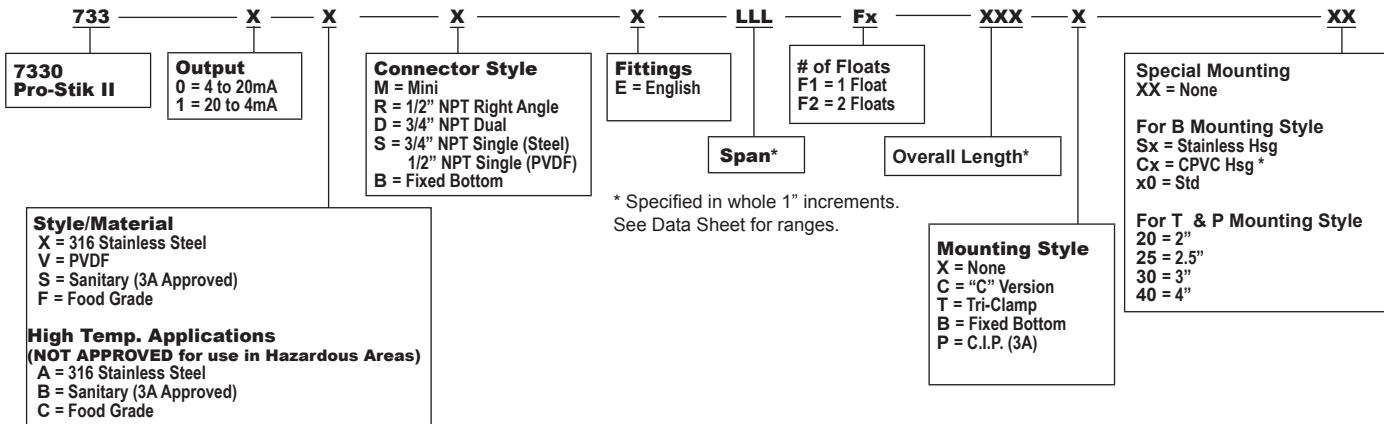 733 X X X X LLL Fx XXX X XX
7330
Pro-Stik II
Output
0 = 4 to 20mA
1 = 20 to 4mA
Style/Material
X = 316 Stainless Steel
V = PVDF
S = Sanitary (3A Approved)
F = Food Grade
High Temp. Applications
(NOT APPROVED for use in Hazardous Areas)
A = 316 Stainless Steel
B = Sanitary (3A Approved)
C = Food Grade
Connector Style
M = Mini
R = 1/2” NPT Right Angle
D = 3/4” NPT Dual
S = 3/4” NPT Single (Steel)
1/2” NPT Single (PVDF)
B = Fixed Bottom
Fittings
E = English
Span*
* Specified in whole 1” increments.
See Data Sheet for ranges.
# of Floats
F1 = 1 Float
F2 = 2 Floats
Overall Length*
Mounting Style
X = None
C = “C” Version
T = Tri-Clamp
B = Fixed Bottom
P = C.I.P. (3A)
Special Mounting
XX = None
For B Mounting Style
Sx = Stainless Hsg
Cx = CPVC Hsg *
x0 = Std
For T & P Mounting Style
20 = 2”
25 = 2.5”
30 = 3”
40 = 4”